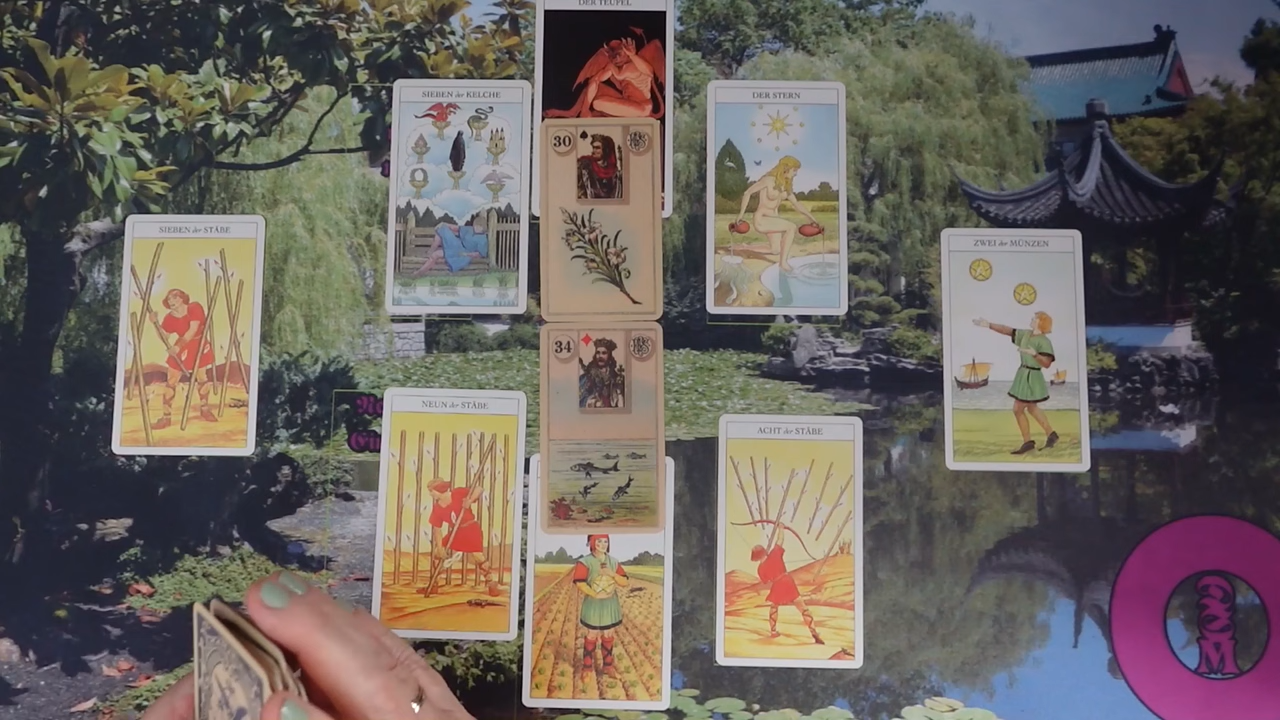 DER TEUFEL
SIEBEN der KELCHE
DER STERN
30
SIEBEN der STÄBE
ZWEI der MÜNZEN
34
NEUN der STÄBE
ACHT der STÄBE